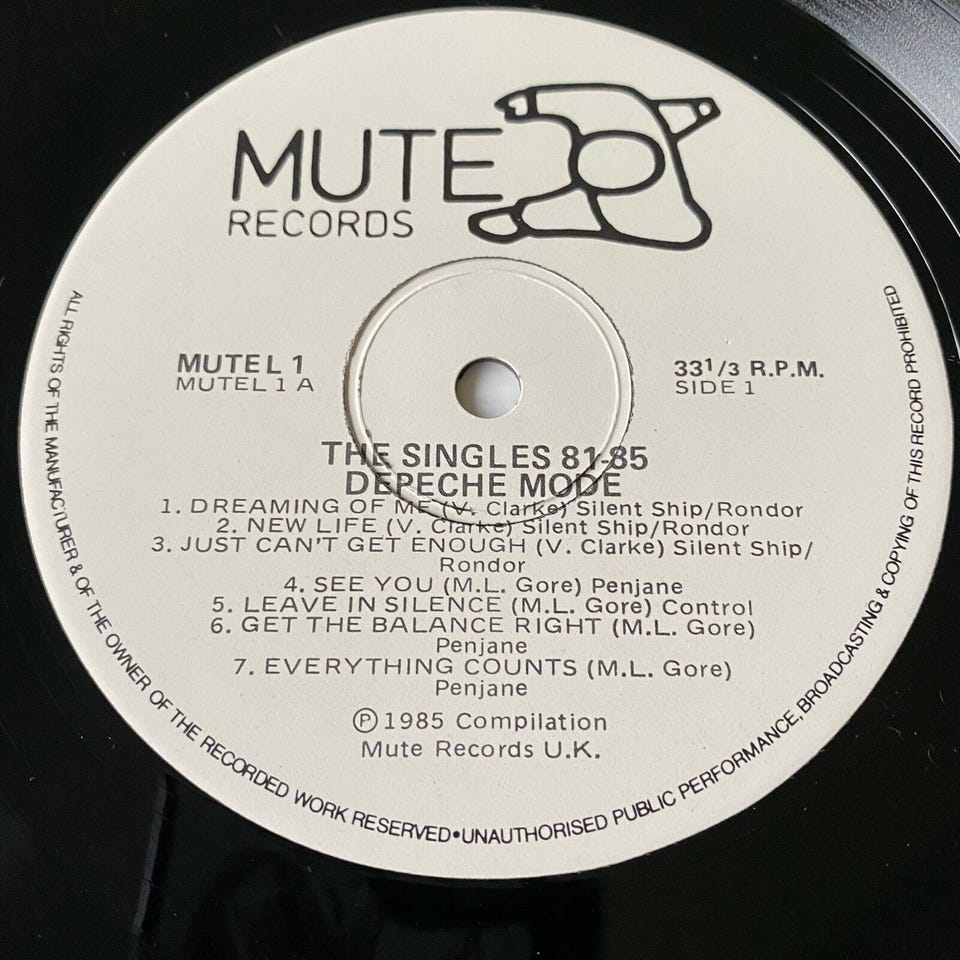 MUTE
RECORDS
MUTEL 1
MUTEL 1 A
33 1/3 R.P.M.
SIDE 1
THE SINGLES 81-85
DEPECHE MODE
1. DREAMING OF ME (V. Clarke) Silent Ship/Rondor
2. NEW LIFE (V. Clarke) Silent Ship/Rondor
3. JUST CAN'T GET ENOUGH (V. Clarke) Silent Ship/
Rondor
4. SEE YOU (M.L. Gore) Penjane
5. LEAVE IN SILENCE (M.L. Gore) Control
6. GET THE BALANCE RIGHT (M.L. Gore)
Penjane
7. EVERYTHING COUNTS (M.L. Gore)
Penjane
℗ 1985 Compilation
Mute Records U.K.
ALL RIGHTS OF THE MANUFACTURER & OF THE OWNER OF THE RECORDED WORK RESERVED•UNAUTHORISED PUBLIC PERFORMANCE, BROADCASTING & COPYING OF THIS RECORD PROHIBITED